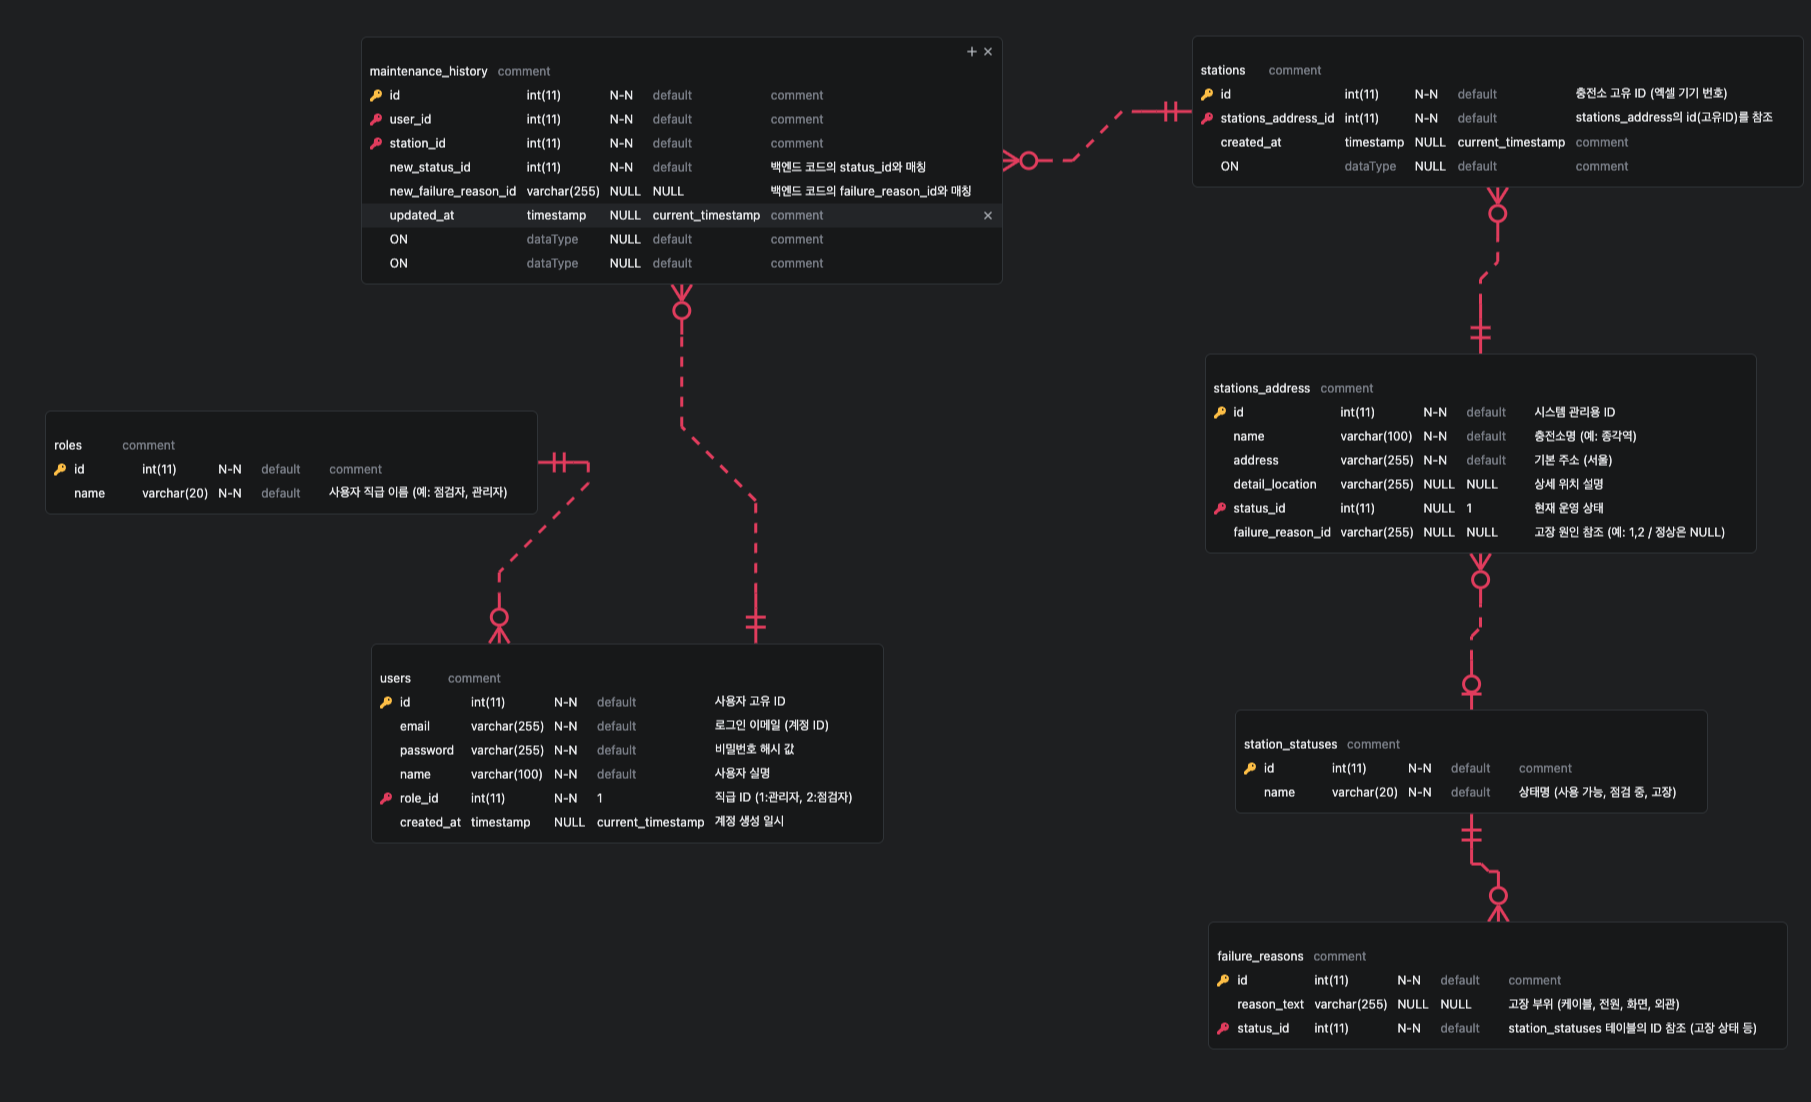 maintenance_history comment
id int(11) N-N default comment
user_id int(11) N-N default comment
station_id int(11) N-N default comment
new_status_id int(11) N-N default 백엔드 코드의 status_id와 매칭
new_failure_reason_id varchar(255) NULL NULL 백엔드 코드의 failure_reason_id와 매칭
updated_at timestamp NULL current_timestamp comment
ON dataType NULL default comment
ON dataType NULL default comment
stations comment
id int(11) N-N default 충전소 고유 ID (엑셀 기기 번호)
stations_address_id int(11) N-N default stations_address의 id(고유ID)를 참조
created_at timestamp NULL current_timestamp comment
ON dataType NULL default comment
stations_address comment
id int(11) N-N default 시스템 관리용 ID
name varchar(100) N-N default 충전소명 (예: 종각역)
address varchar(255) N-N default 기본 주소 (서울)
detail_location varchar(255) NULL NULL 상세 위치 설명
status_id int(11) NULL 1 현재 운영 상태
failure_reason_id varchar(255) NULL NULL 고장 원인 참조 (예: 1,2 / 정상은 NULL)
roles comment
id int(11) N-N default comment
name varchar(20) N-N default 사용자 직급 이름 (예: 점검자, 관리자)
users comment
id int(11) N-N default 사용자 고유 ID
email varchar(255) N-N default 로그인 이메일 (계정 ID)
password varchar(255) N-N default 비밀번호 해시 값
name varchar(100) N-N default 사용자 실명
role_id int(11) N-N 1 직급 ID (1:관리자, 2:점검자)
created_at timestamp NULL current_timestamp 계정 생성 일시
station_statuses comment
id int(11) N-N default comment
name varchar(20) N-N default 상태명 (사용 가능, 점검 중, 고장)
failure_reasons comment
id int(11) N-N default comment
reason_text varchar(255) NULL NULL 고장 부위 (케이블, 전원, 화면, 외관)
status_id int(11) N-N default station_statuses 테이블의 ID 참조 (고장 상태 등)